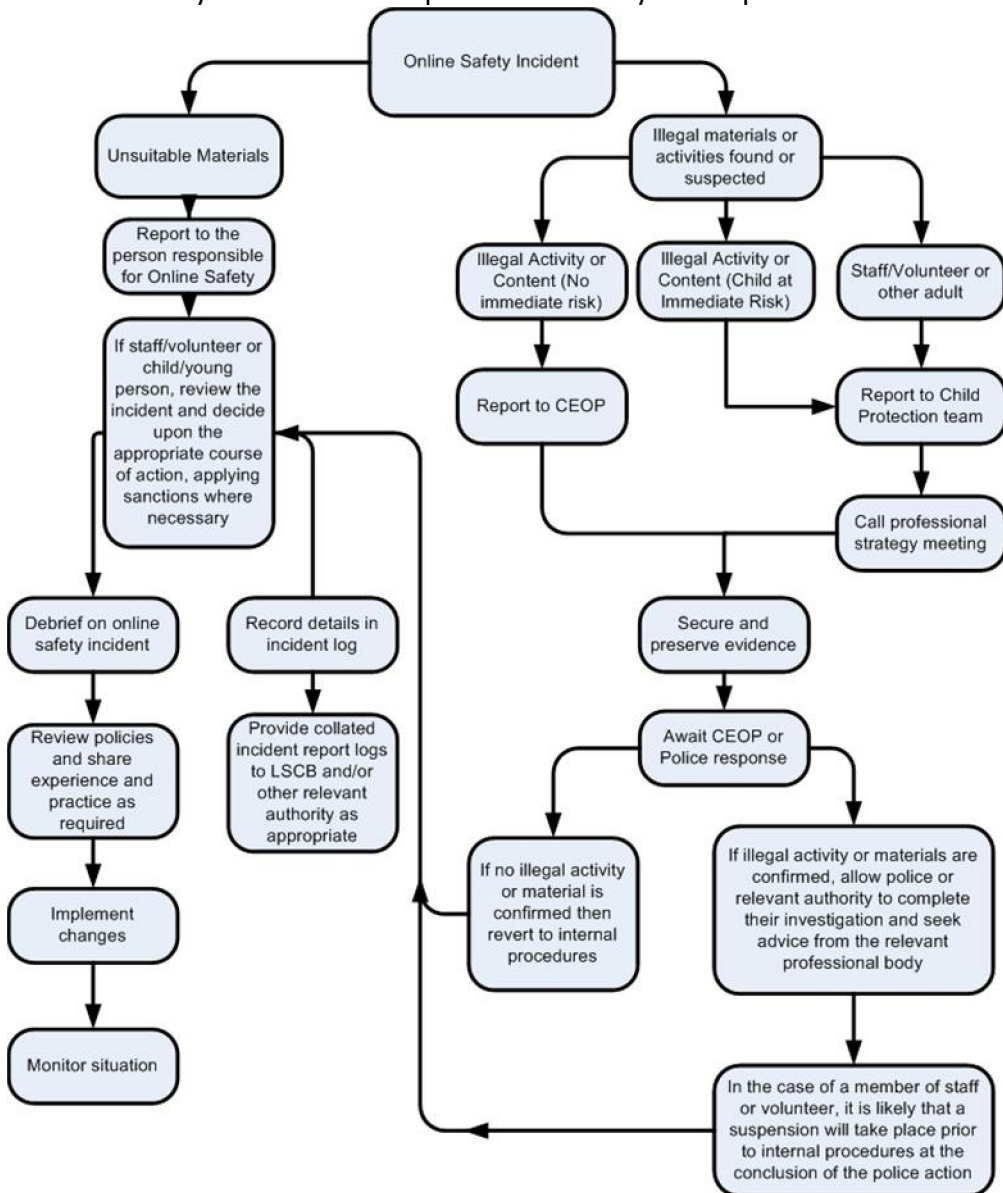 Online Safety Incident
Unsuitable Materials
Report to the
person responsible
for Online Safety
If staff/volunteer or
child/young
person, review the
incident and decide
upon the
appropriate course
of action, applying
sanctions where
necessary
Debrief on online
safety incident
Review policies
and share
experience and
practice as
required
Implement
changes
Monitor situation
Record details in
incident log
Provide collated
incident report logs
to LSCB and/or
other relevant
authority as
appropriate
Illegal materials or
activities found or
suspected
Illegal Activity or
Content (No
immediate risk)
Illegal Activity or
Content (Child at
Immediate Risk)
Staff/Volunteer or
other adult
Report to CEOP
Report to Child
Protection team
Call professional
strategy meeting
Secure and
preserve evidence
Await CEOP or
Police response
If no illegal activity
or material is
confirmed then
revert to internal
procedures
If illegal activity or materials are
confirmed, allow police or
relevant authority to complete
their investigation and seek
advice from the relevant
professional body
In the case of a member of staff
or volunteer, it is likely that a
suspension will take place prior
to internal procedures at the
conclusion of the police action